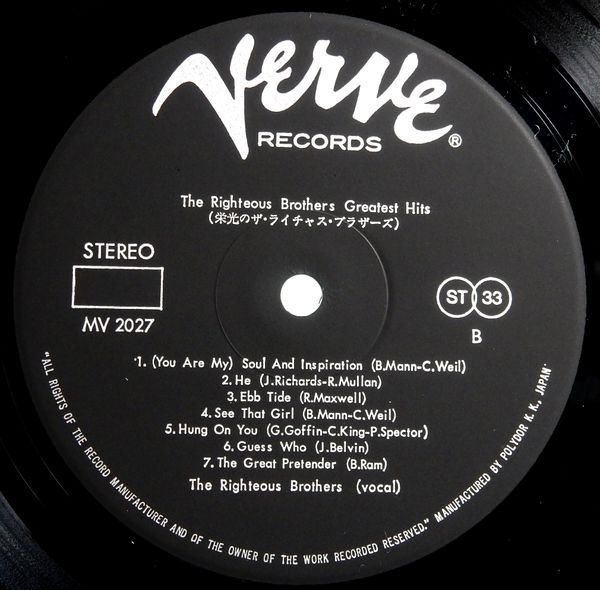 Verve
RECORDS ®
The Righteous Brothers Greatest Hits
(栄光のザ・ライチャス・ブラザーズ)
STEREO
MV 2027
ST 33
B
1. (You Are My) Soul And Inspiration (B.Mann-C.Weil)
2. He (J.Richards-R.Mullan)
3. Ebb Tide (R.Maxwell)
4. See That Girl (B.Mann-C.Weil)
5. Hung On You (G.Goffin-C.King-P.Spector)
6. Guess Who (J.Belvin)
7. The Great Pretender (B.Ram)
The Righteous Brothers (vocal)
"ALL RIGHTS OF THE RECORD MANUFACTURER AND OF THE OWNER OF THE WORK RECORDED RESERVED." MANUFACTURED BY POLYDOR K. K., JAPAN